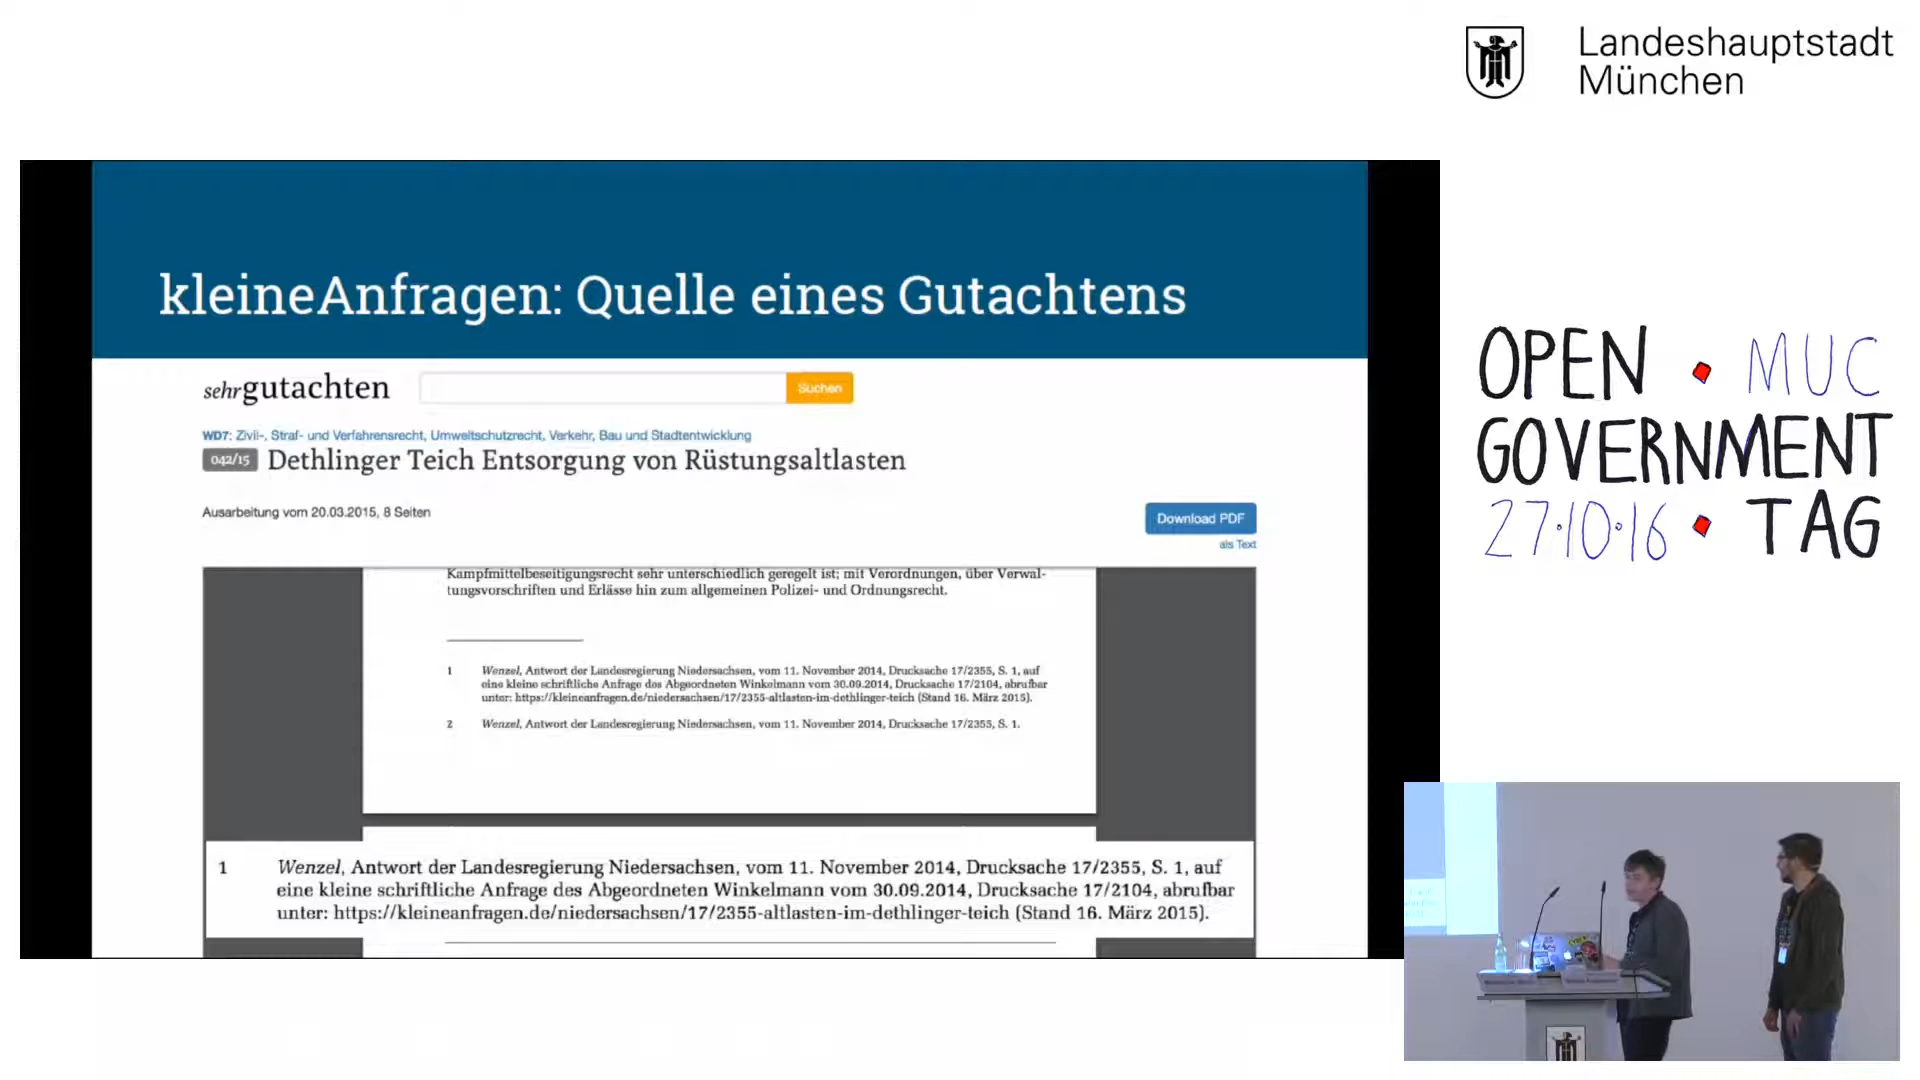 Landeshauptstadt
München
kleineAnfragen: Quelle eines Gutachtens
sehrgutachten
Suchen
WD7: Zivil-, Straf- und Verfahrensrecht, Umweltschutzrecht, Verkehr, Bau und Stadtentwicklung
042/15 Dethlinger Teich Entsorgung von Rüstungsaltlasten
Ausarbeitung vom 20.03.2015, 8 Seiten
Download PDF
als Text
Kampfmittelbeseitigungsrecht sehr unterschiedlich geregelt ist; mit Verordnungen, über Verwal-
tungsvorschriften und Erlässe hin zum allgemeinen Polizei- und Ordnungsrecht.
1 Wenzel, Antwort der Landesregierung Niedersachsen, vom 11. November 2014, Drucksache 17/2355, S. 1, auf
eine kleine schriftliche Anfrage des Abgeordneten Winkelmann vom 30.09.2014, Drucksache 17/2104, abrufbar
unter: https://kleineanfragen.de/niedersachsen/17/2355-altlasten-im-dethlinger-teich (Stand 16. März 2015).
2 Wenzel, Antwort der Landesregierung Niedersachsen, vom 11. November 2014, Drucksache 17/2355, S. 1.
1 Wenzel, Antwort der Landesregierung Niedersachsen, vom 11. November 2014, Drucksache 17/2355, S. 1, auf
eine kleine schriftliche Anfrage des Abgeordneten Winkelmann vom 30.09.2014, Drucksache 17/2104, abrufbar
unter: https://kleineanfragen.de/niedersachsen/17/2355-altlasten-im-dethlinger-teich (Stand 16. März 2015).
OPEN • MUC
GOVERNMENT
27.10.16 • TAG